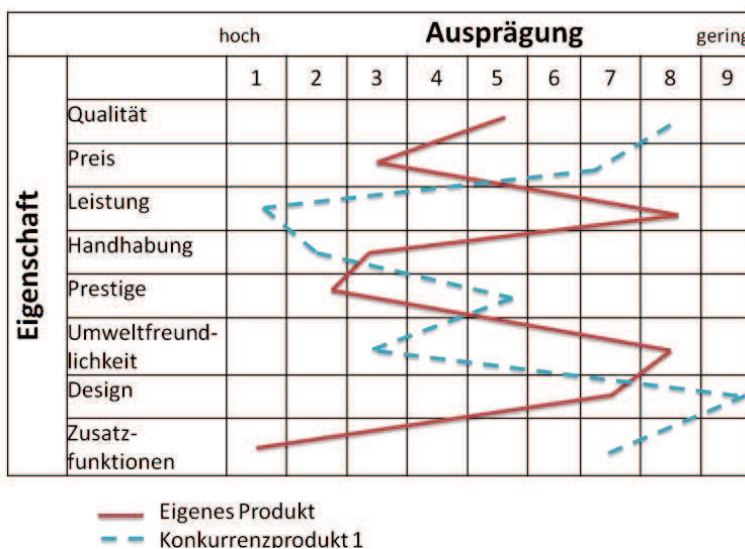 hoch Ausprägung gering
1 2 3 4 5 6 7 8 9
Eigenschaft
Qualität
Preis
Leistung
Handhabung
Prestige
Umweltfreund-
lichkeit
Design
Zusatz-
funktionen
Eigenes Produkt
Konkurrenzprodukt 1